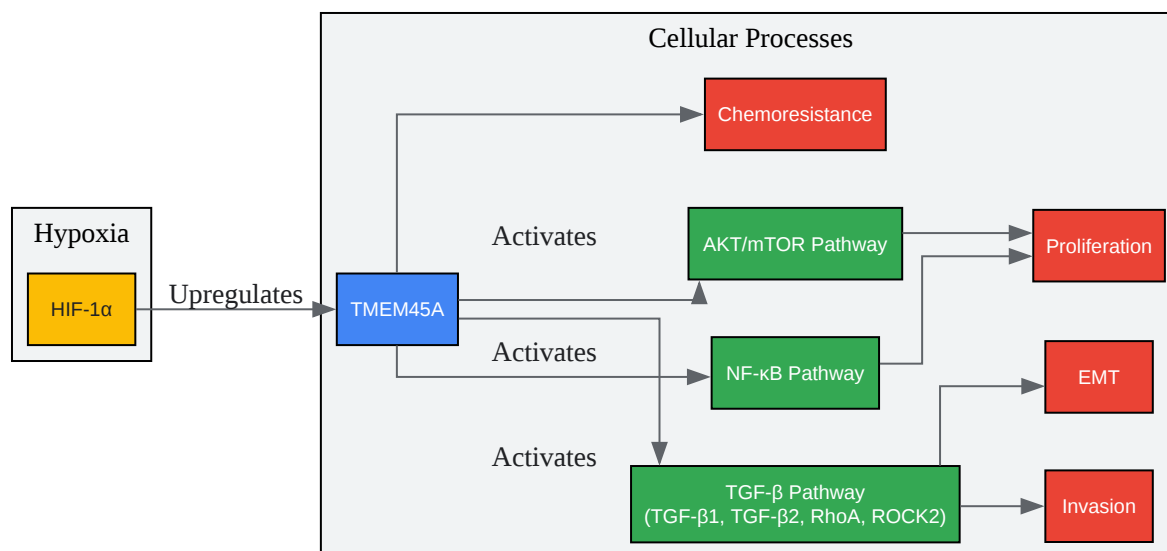 Cellular Processes
Chemoresistance
Hypoxia
HIF-1α
Upregulates
TMEM45A
Activates
AKT/mTOR Pathway
Proliferation
Activates
NF-κB Pathway
EMT
Activates
TGF-β Pathway
(TGF-β1, TGF-β2, RhoA, ROCK2)
Invasion